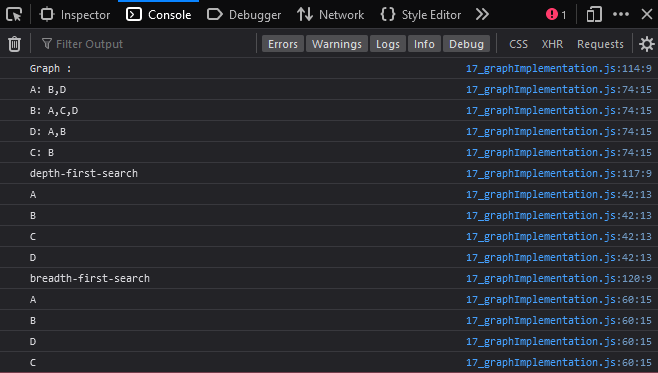 Inspector Console Debugger Network Style Editor 1
Filter Output Errors Warnings Logs Info Debug CSS XHR Requests
Graph : 17_graphImplementation.js:114:9
A: B,D 17_graphImplementation.js:74:15
B: A,C,D 17_graphImplementation.js:74:15
D: A,B 17_graphImplementation.js:74:15
C: B 17_graphImplementation.js:74:15
depth-first-search 17_graphImplementation.js:117:9
A 17_graphImplementation.js:42:13
B 17_graphImplementation.js:42:13
C 17_graphImplementation.js:42:13
D 17_graphImplementation.js:42:13
breadth-first-search 17_graphImplementation.js:120:9
A 17_graphImplementation.js:60:15
B 17_graphImplementation.js:60:15
D 17_graphImplementation.js:60:15
C 17_graphImplementation.js:60:15